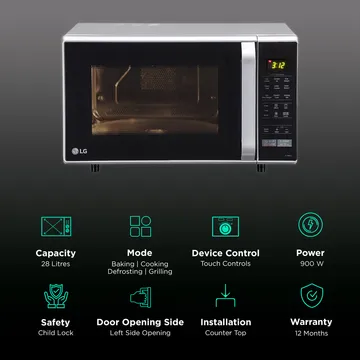 3:12
LG
Capacity
28 Litres
Mode
Baking | Cooking
Defrosting | Grilling
Device Control
Touch Controls
Power
900 W
Safety
Child Lock
Door Opening Side
Left Side Opening
Installation
Counter Top
Warranty
12 Months